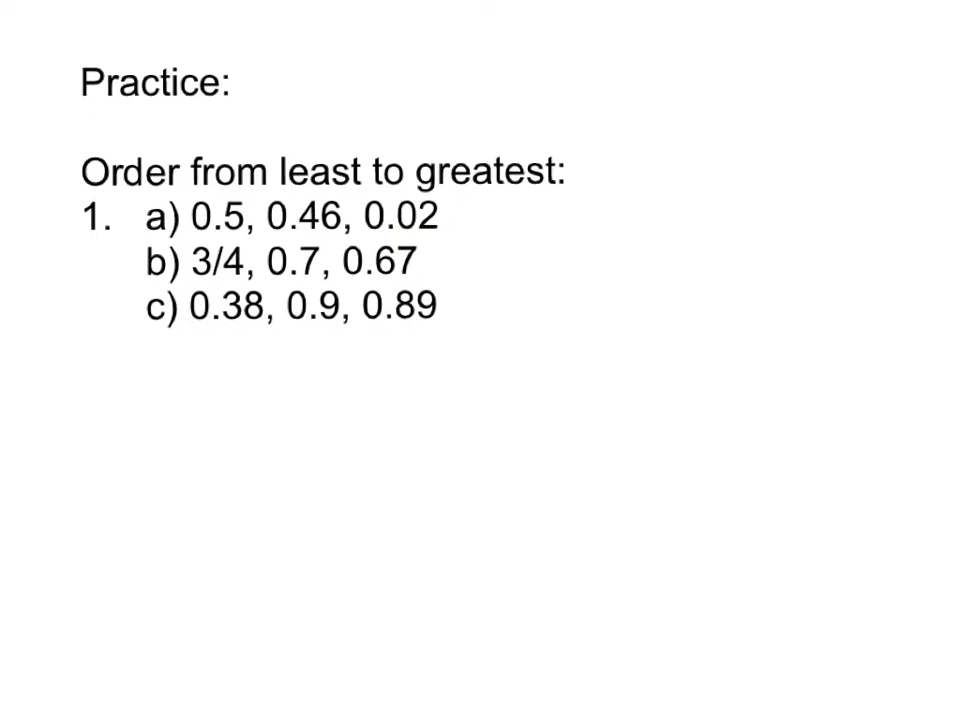 Practice:
Order from least to greatest:
1. a) 0.5, 0.46, 0.02
b) 3/4, 0.7, 0.67
c) 0.38, 0.9, 0.89